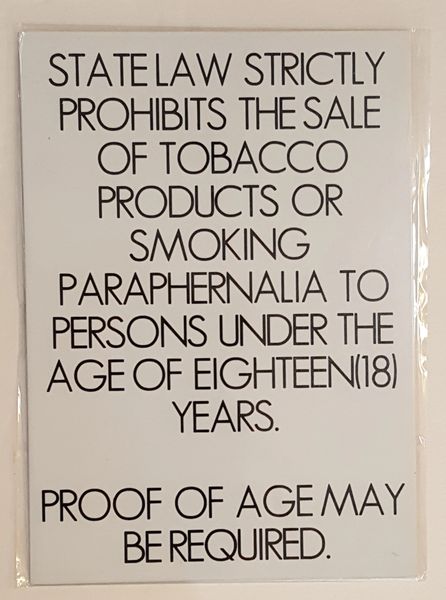 STATE LAW STRICTLY
PROHIBITS THE SALE
OF TOBACCO
PRODUCTS OR
SMOKING
PARAPHERNALIA TO
PERSONS UNDER THE
AGE OF EIGHTEEN(18)
YEARS.
PROOF OF AGE MAY
BE REQUIRED.